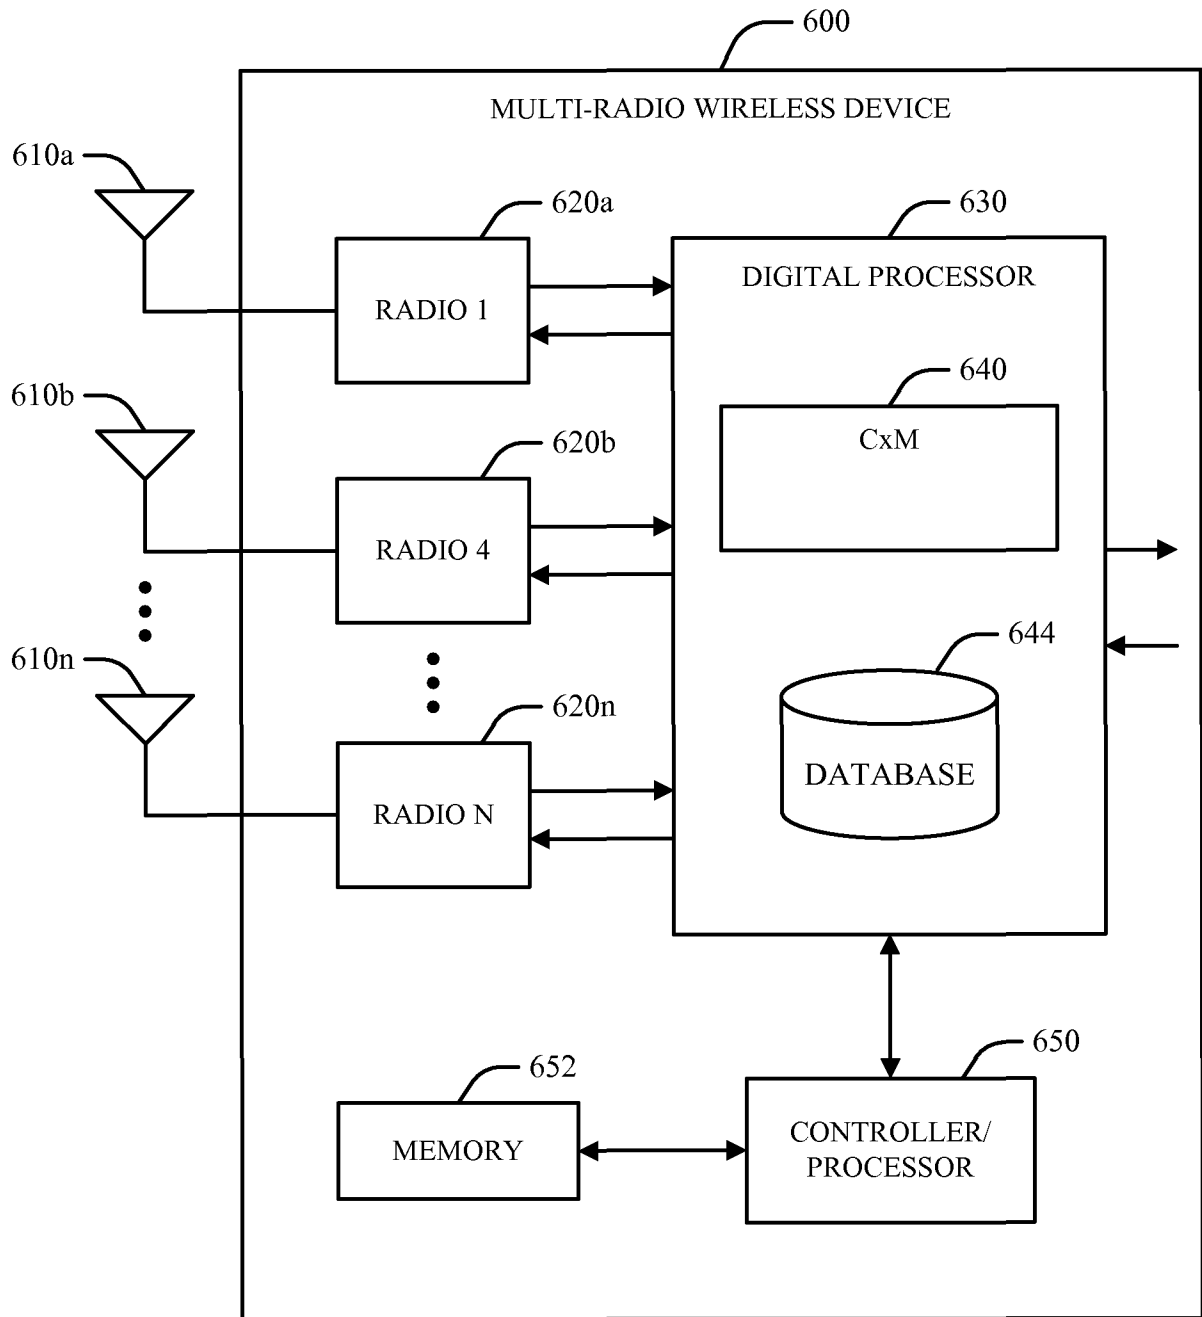 600
MULTI-RADIO WIRELESS DEVICE
610a
620a
630
RADIO 1
DIGITAL PROCESSOR
610b
620b
640
CxM
RADIO 4
610n
620n
644
RADIO N
DATABASE
652
650
MEMORY
CONTROLLER/
PROCESSOR